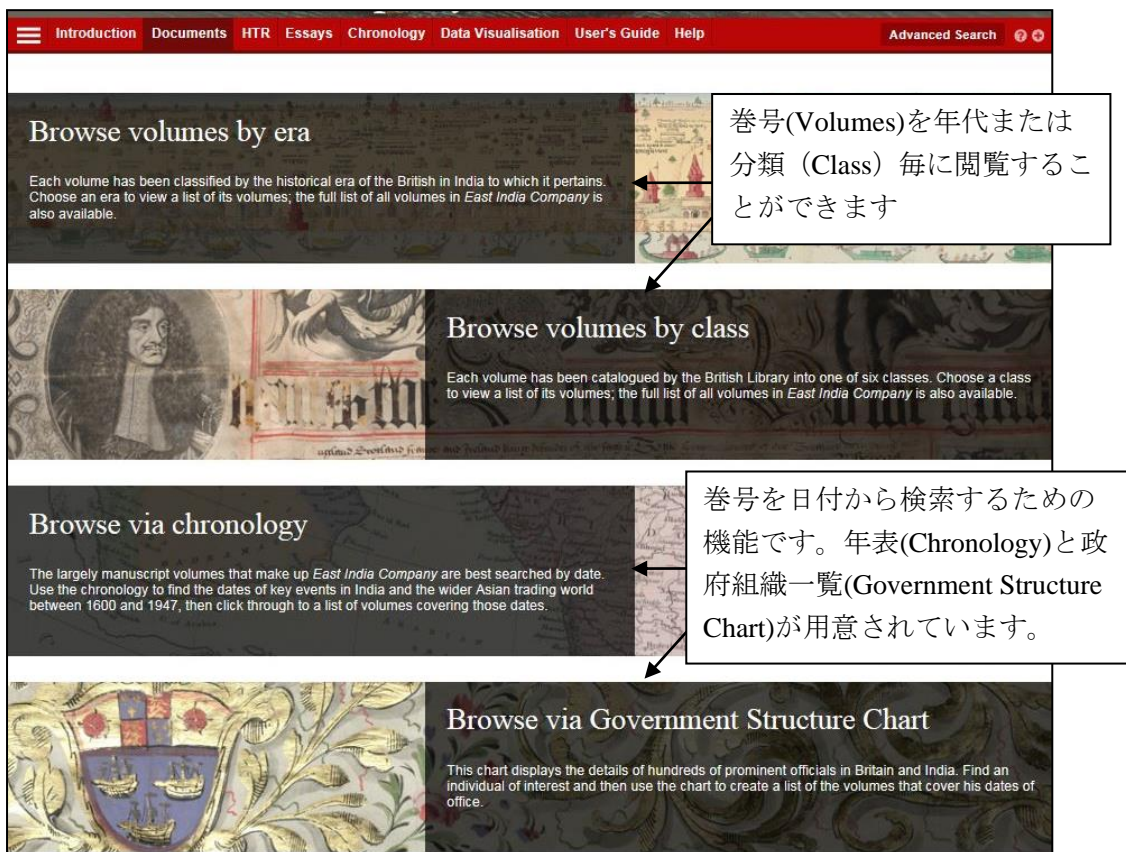 Introduction Documents HTR Essays Chronology Data Visualisation User's Guide Help Advanced Search
Browse volumes by era
Each volume has been classified by the historical era of the British in India to which it pertains.
Choose an era to view a list of its volumes; the full list of all volumes in East India Company is
also available.
巻号(Volumes)を年代または
分類（Class）毎に閲覧するこ
とができます
Browse volumes by class
Each volume has been catalogued by the British Library into one of six classes. Choose a class
to view a list of its volumes; the full list of all volumes in East India Company is also available.
Browse via chronology
The largely manuscript volumes that make up East India Company are best searched by date.
Use the chronology to find the dates of key events in India and the wider Asian trading world
between 1600 and 1947, then click through to a list of volumes covering those dates.
巻号を日付から検索するための
機能です。年表(Chronology)と政
府組織一覧(Government Structure
Chart)が用意されています。
Browse via Government Structure Chart
This chart displays the details of hundreds of prominent officials in Britain and India. Find an
individual of interest and then use the chart to create a list of the volumes that cover his dates of
office.